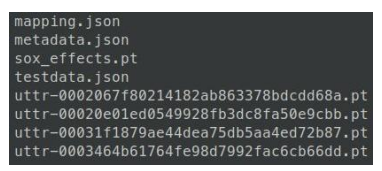 mapping.json
metadata.json
sox_effects.pt
testdata.json
uttr-0002067f80214182ab863378bdcdd68a.pt
uttr-00020e01ed0549928fb3dc8fa50e9cbb.pt
uttr-00031f1879ae44dea75db5aa4ed72b87.pt
uttr-0003464b61764fe98d7992fac6cb66dd.pt